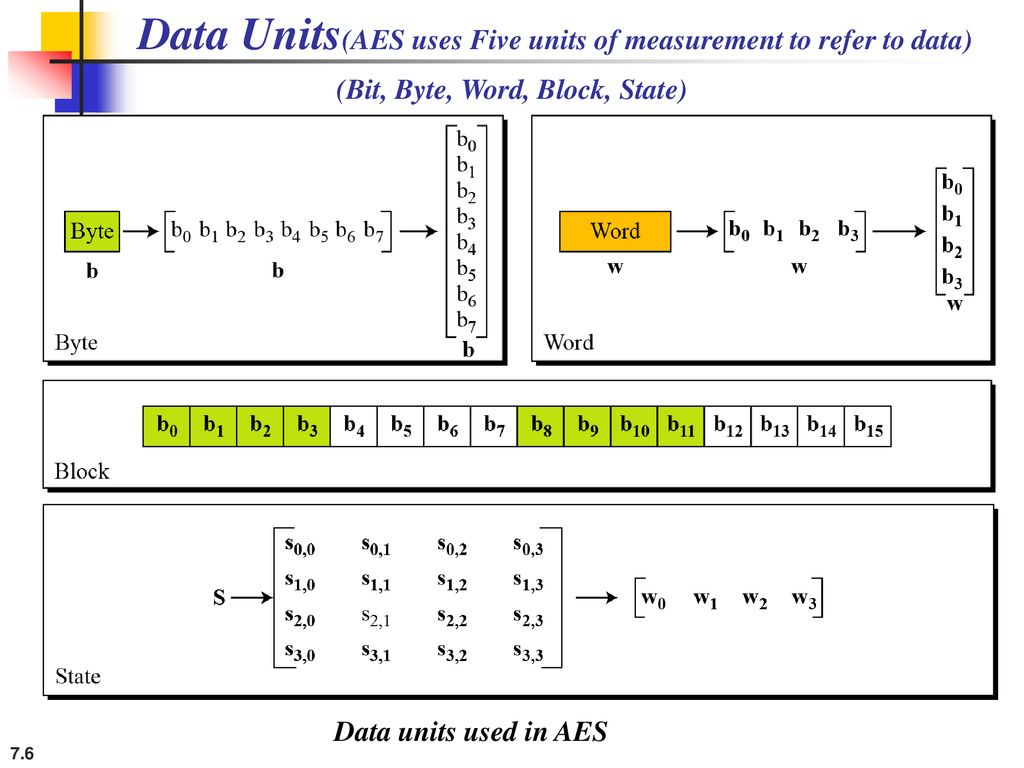 Data Units(AES uses Five units of measurement to refer to data)
(Bit, Byte, Word, Block, State)
Byte
b
b0 b1 b2 b3 b4 b5 b6 b7
b
b0
b1
b2
b3
b4
b5
b6
b7
b
Byte
Word
w
b0 b1 b2 b3
w
b0
b1
b2
b3
w
Word
b0 b1 b2 b3 b4 b5 b6 b7 b8 b9 b10 b11 b12 b13 b14 b15
Block
S
s0,0 s0,1 s0,2 s0,3
s1,0 s1,1 s1,2 s1,3
s2,0 s2,1 s2,2 s2,3
s3,0 s3,1 s3,2 s3,3
w0 w1 w2 w3
State
Data units used in AES
7.6